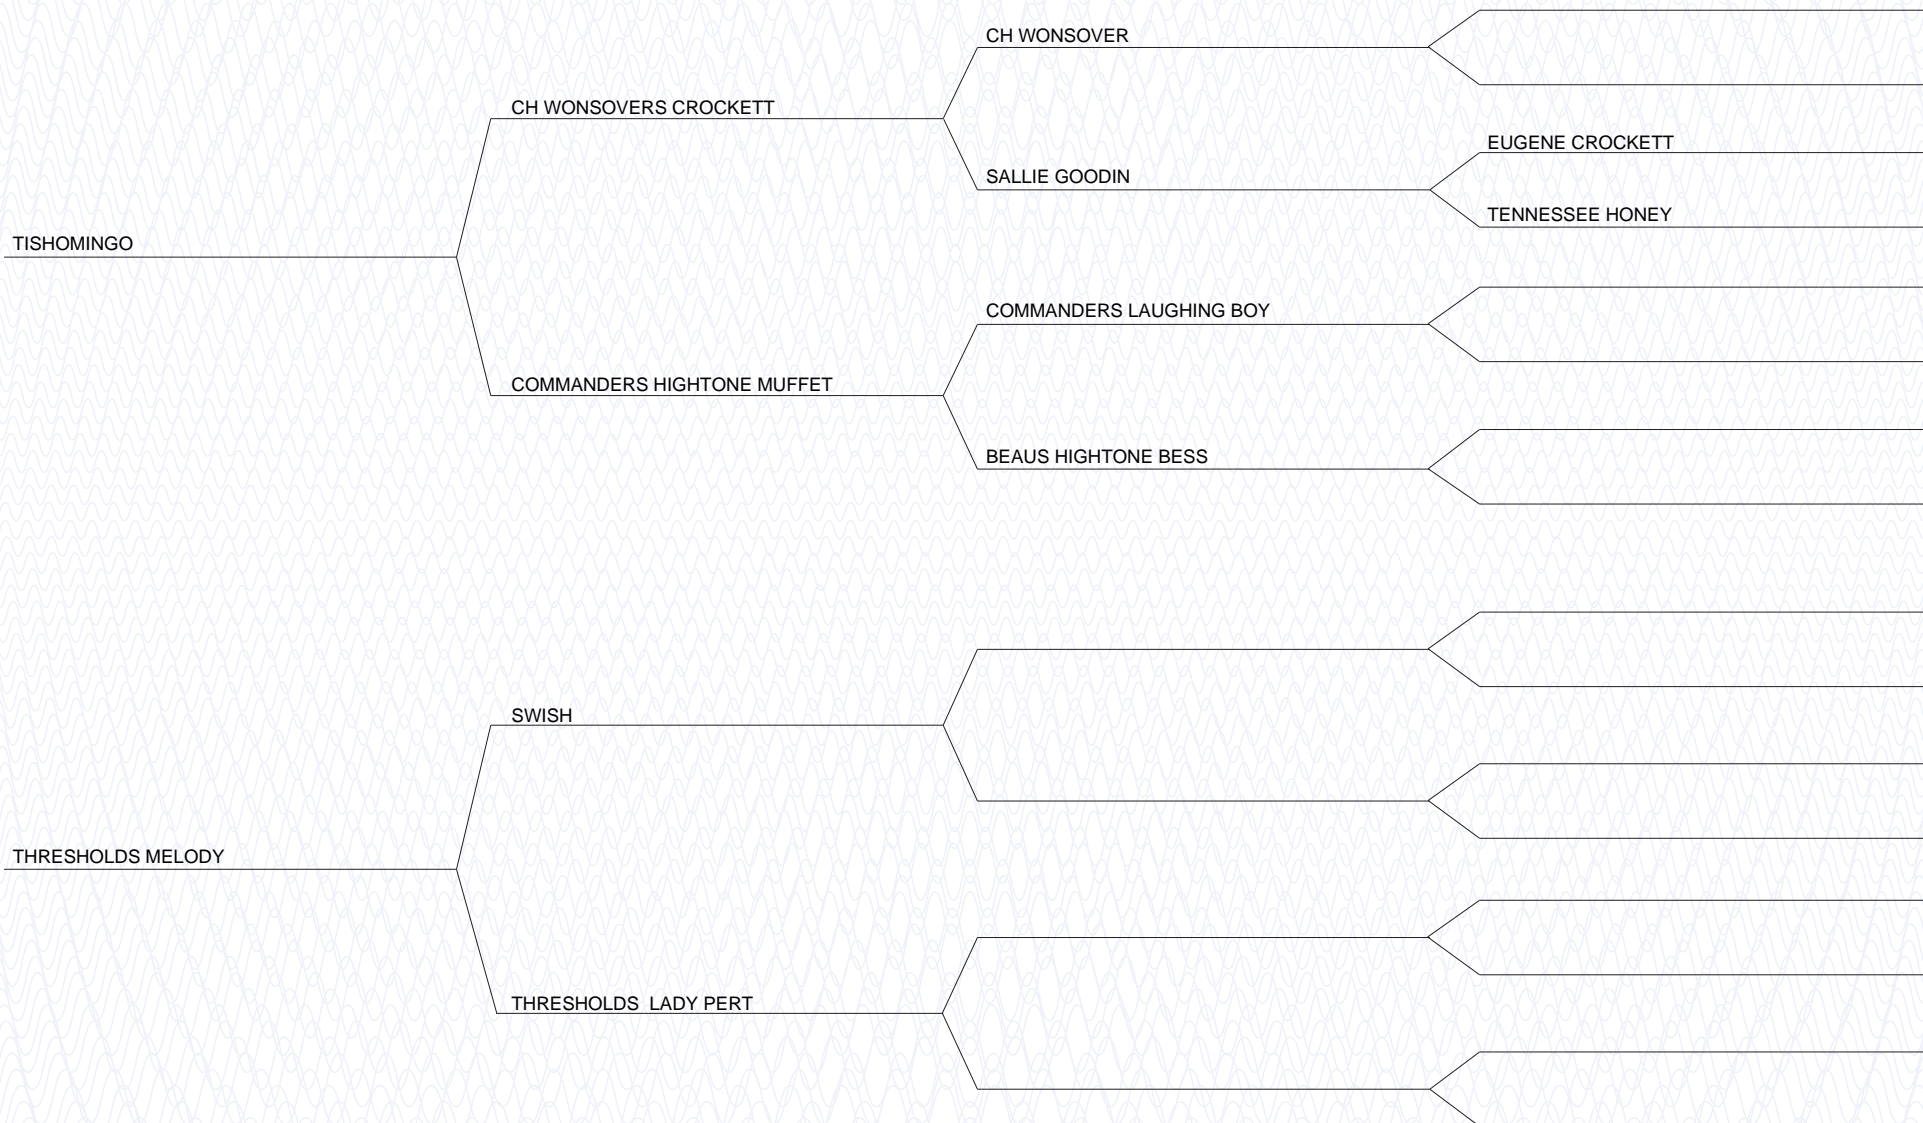 CH WONSOVER
CH WONSOVERS CROCKETT
EUGENE CROCKETT
SALLIE GOODIN
TENNESSEE HONEY
TISHOMINGO
COMMANDERS LAUGHING BOY
COMMANDERS HIGHTONE MUFFET
BEAUS HIGHTONE BESS
SWISH
THRESHOLDS MELODY
THRESHOLDS  LADY PERT